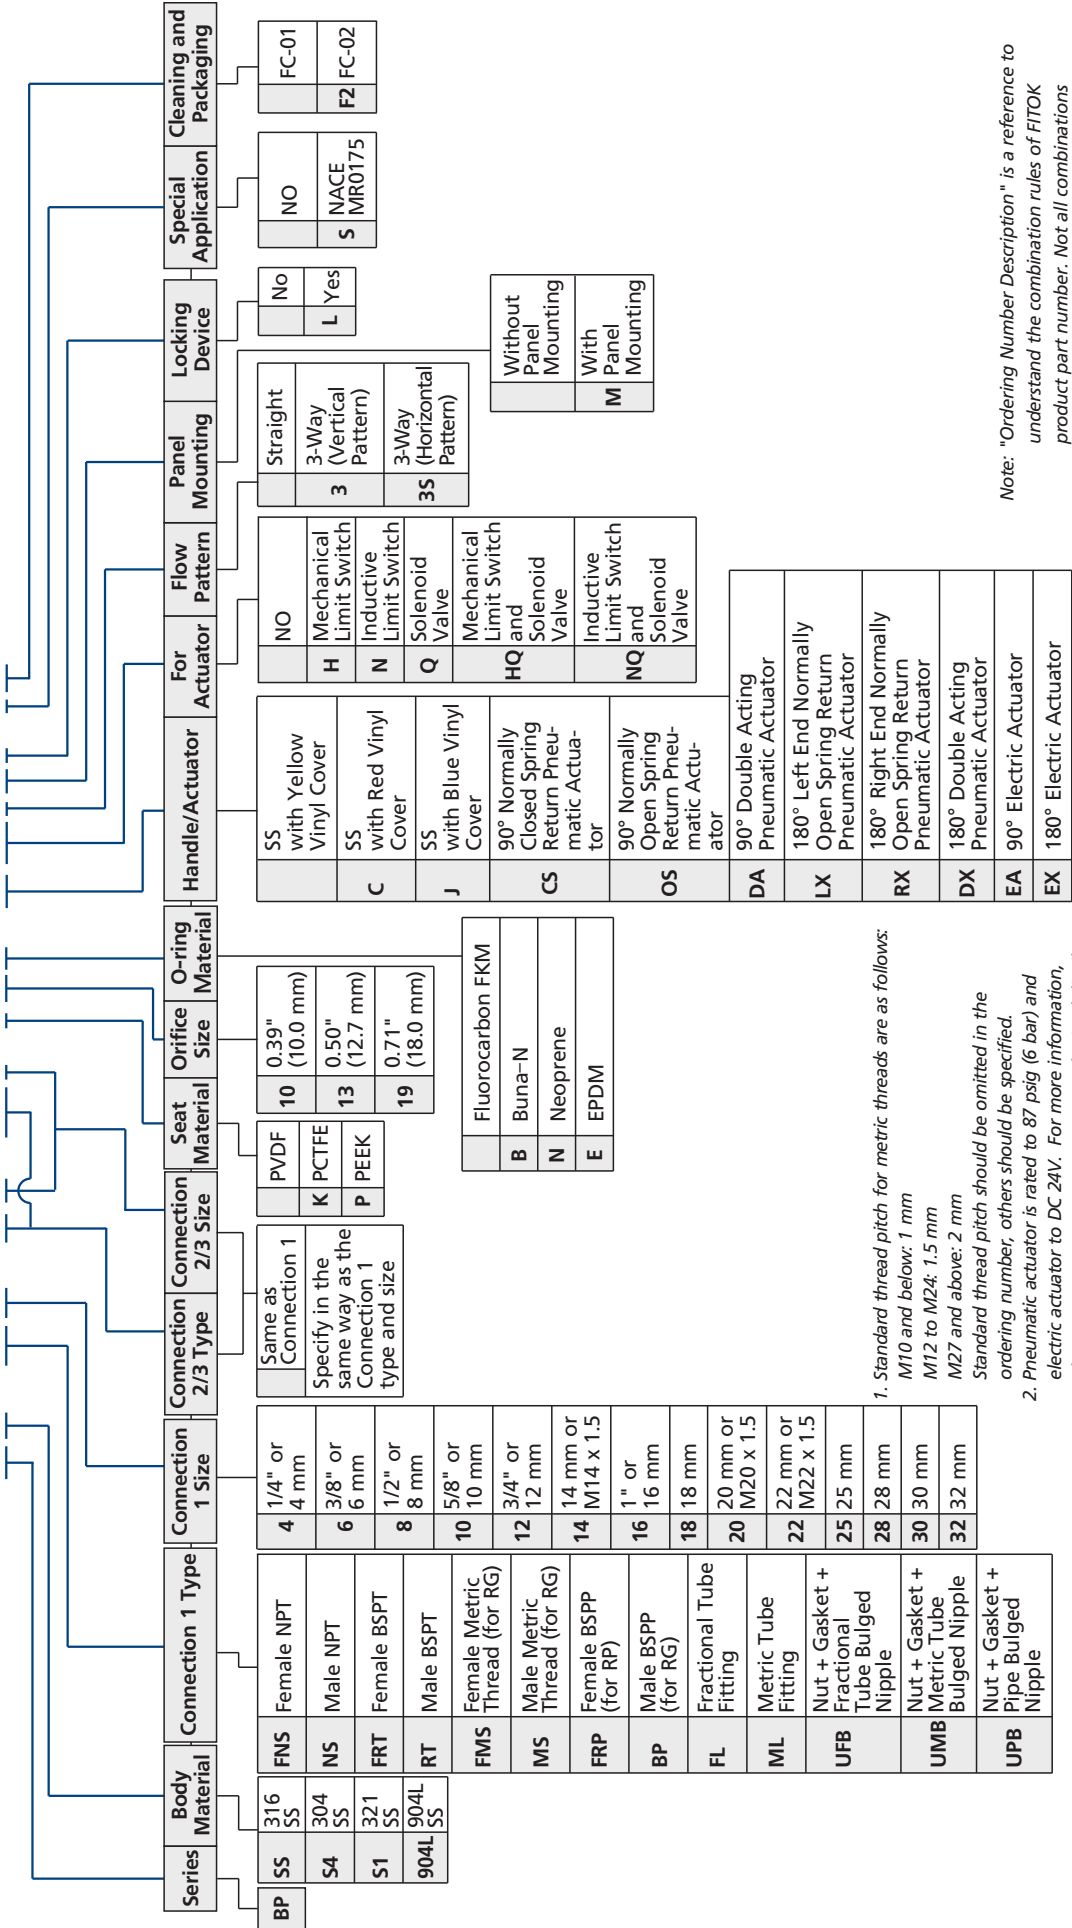 Series
BP
Body
Material
SS
316
SS
S4
304
SS
S1
321
SS
904L
904L
SS
Connection 1 Type
FNS
Female NPT
NS
Male NPT
FRT
Female BSPT
RT
Male BSPT
FMS
Female Metric
Thread (for RG)
MS
Male Metric
Thread (for RG)
FRP
Female BSPP
(for RP)
BP
Male BSPP
(for RG)
FL
Fractional Tube
Fitting
ML
Metric Tube
Fitting
UFB
Nut + Gasket +
Fractional
Tube Bulged
Nipple
UMB
Nut + Gasket +
Metric Tube
Bulged Nipple
UPB
Nut + Gasket +
Pipe Bulged
Nipple
Connection
1 Size
4
1/4" or
4 mm
6
3/8" or
6 mm
8
1/2" or
8 mm
10
5/8" or
10 mm
12
3/4" or
12 mm
14
14 mm or
M14 x 1.5
16
1" or
16 mm
18
18 mm
20
20 mm or
M20 x 1.5
22
22 mm or
M22 x 1.5
25
25 mm
28
28 mm
30
30 mm
32
32 mm
Connection
2/3 Type
Connection
2/3 Size
Same as
Connection 1
Specify in the
same way as the
Connection 1
type and size
Seat
Material
PVDF
K
PCTFE
P
PEEK
Orifice
Size
10
0.39"
(10.0 mm)
13
0.50"
(12.7 mm)
19
0.71"
(18.0 mm)
O-ring
Material
Fluorocarbon FKM
B
Buna–N
N
Neoprene
E
EPDM
Handle/Actuator
SS
with Yellow
Vinyl Cover
C
SS
with Red Vinyl
Cover
J
SS
with Blue Vinyl
Cover
CS
90° Normally
Closed Spring
Return Pneu-
matic Actua-
tor
OS
90° Normally
Open Spring
Return Pneu-
matic Actu-
ator
DA
90° Double Acting
Pneumatic Actuator
LX
180° Left End Normally
Open Spring Return
Pneumatic Actuator
RX
180° Right End Normally
Open Spring Return
Pneumatic Actuator
DX
180° Double Acting
Pneumatic Actuator
EA
90° Electric Actuator
EX
180° Electric Actuator
For
Actuator
NO
H
Mechanical
Limit Switch
N
Inductive
Limit Switch
Q
Solenoid
Valve
HQ
Mechanical
Limit Switch
and
Solenoid
Valve
NQ
Inductive
Limit Switch
and
Solenoid
Valve
Flow
Pattern
Straight
3
3-Way
(Vertical
Pattern)
3S
3-Way
(Horizontal
Pattern)
Panel
Mounting
Without
Panel
Mounting
M
With
Panel
Mounting
Locking
Device
No
L
Yes
Special
Application
NO
S
NACE
MR0175
Cleaning and
Packaging
FC-01
F2
FC-02
1. Standard thread pitch for metric threads are as follows:
M10 and below: 1 mm
M12 to M24: 1.5 mm
M27 and above: 2 mm
Standard thread pitch should be omitted in the
ordering number, others should be specified.
2. Pneumatic actuator is rated to 87 psig (6 bar) and
electric actuator to DC 24V. For more information,
Note: "Ordering Number Description" is a reference to
understand the combination rules of FITOK
product part number. Not all combinations